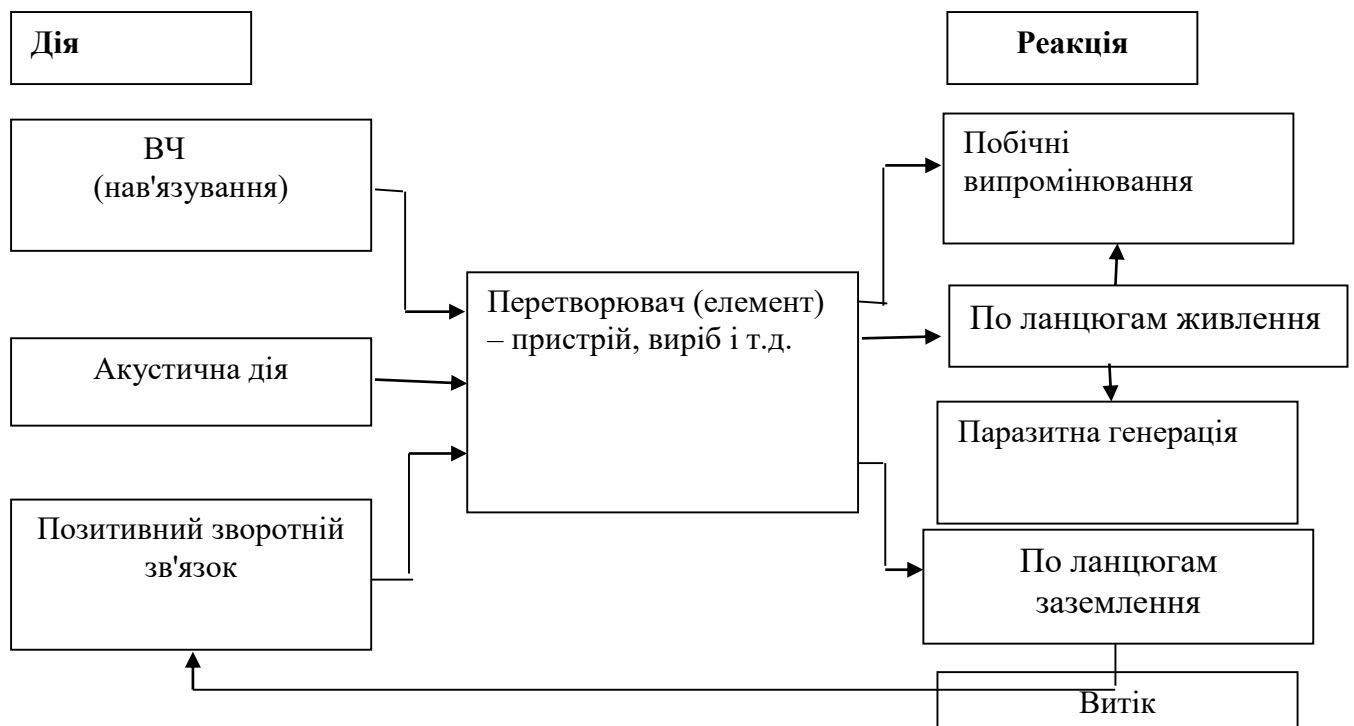 Дія
Реакція
ВЧ
(нав'язування)
Побічні
випромінювання
Перетворювач (елемент)
– пристрій, виріб і т.д.
По ланцюгам живлення
Акустична дія
Паразитна генерація
Позитивний зворотній
зв'язок
По ланцюгам
заземлення
Витік